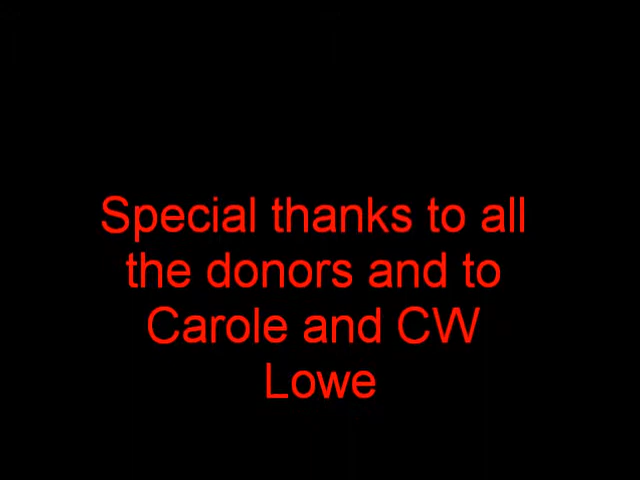 Special thanks to all
the donors and to
Carole and CW
Lowe